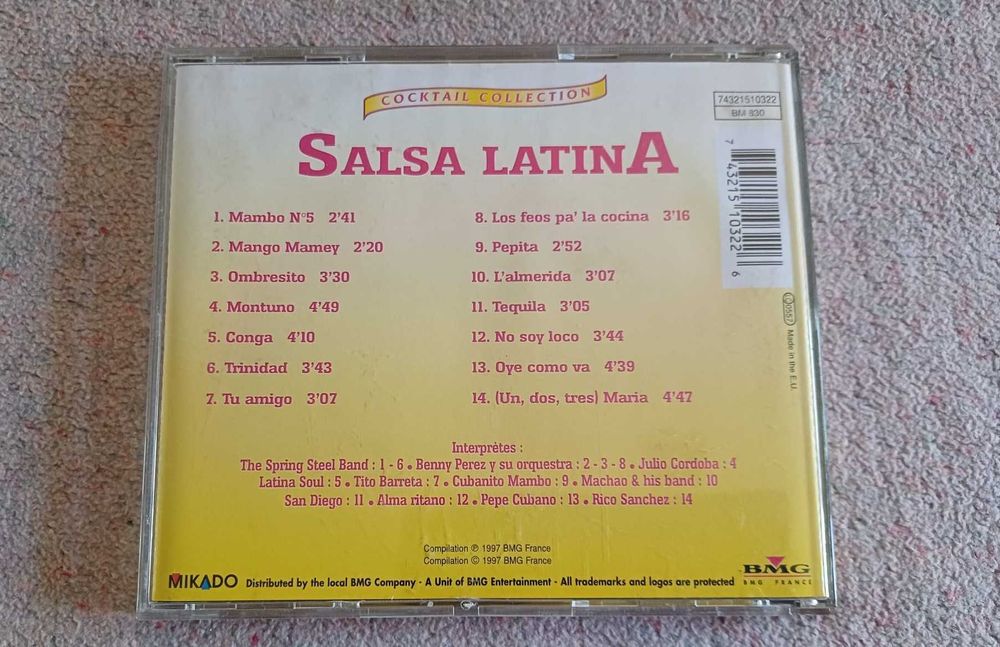 COCKTAIL COLLECTION
74321510322
BM 830
SALSA LATINA
7 43215 10322 6
1. Mambo N°5 2'41
2. Mango Mamey 2'20
3. Ombresito 3'30
4. Montuno 4'49
5. Conga 4'10
6. Trinidad 3'43
7. Tu amigo 3'07
8. Los feos pa' la cocina 3'16
9. Pepita 2'52
10. L'almerida 3'07
11. Tequila 3'05
12. No soy loco 3'44
13. Oye como va 4'39
14. (Un, dos, tres) Maria 4'47
LC 0557
Made in the E.U.
Interprètes :
The Spring Steel Band : 1 - 6 • Benny Perez y su orquestra : 2 - 3 - 8 • Julio Cordoba : 4
Latina Soul : 5 • Tito Barreta : 7 • Cubanito Mambo : 9 • Machao & his band : 10
San Diego : 11 • Alma ritano : 12 • Pepe Cubano : 13 • Rico Sanchez : 14
Compilation ℗ 1997 BMG France
Compilation © 1997 BMG France
MIKADO
Distributed by the local BMG Company - A Unit of BMG Entertainment - All trademarks and logos are protected
BMG
BMG FRANCE